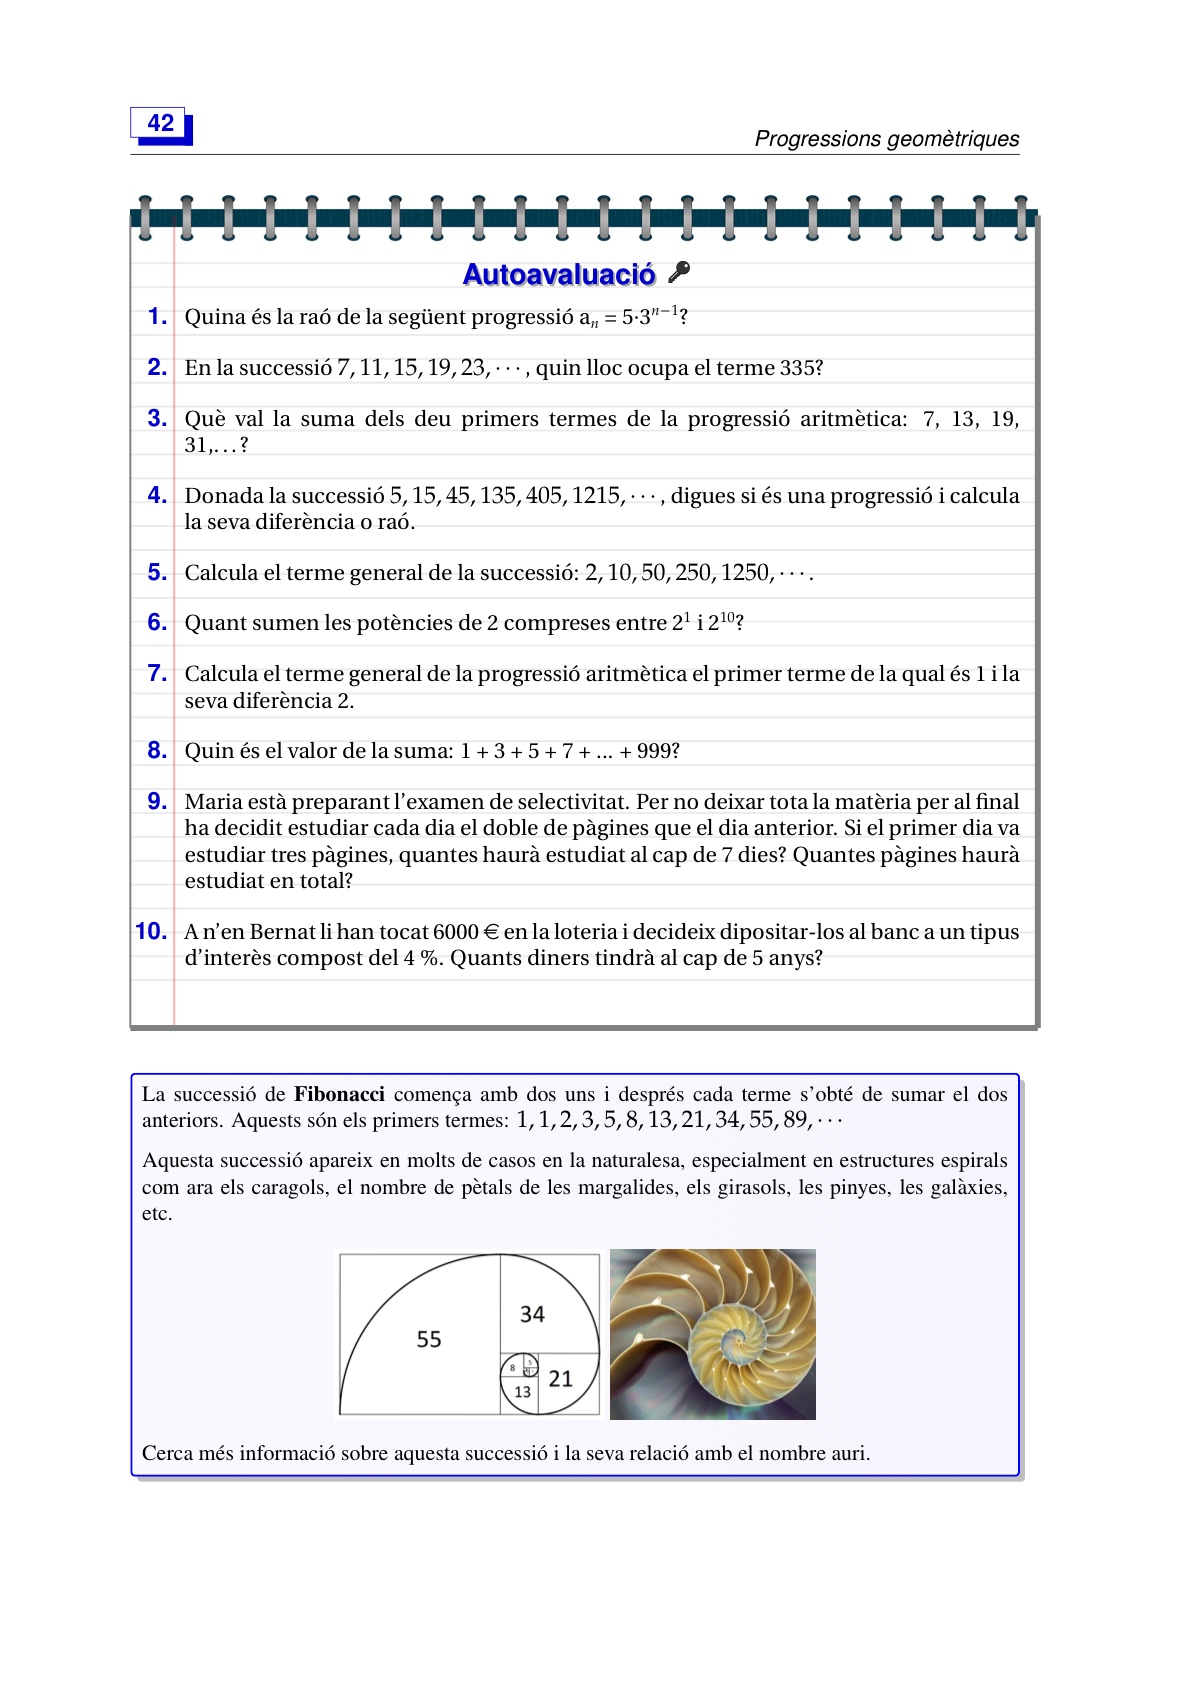 42
Progressions geomètriques
Autoavaluació
1. Quina és la raó de la següent progressió aₙ = 5·3ⁿ⁻¹?
2. En la successió 7, 11, 15, 19, 23, ··· , quin lloc ocupa el terme 335?
3. Què val la suma dels deu primers termes de la progressió aritmètica: 7, 13, 19,
31,...?
4. Donada la successió 5, 15, 45, 135, 405, 1215, ··· , digues si és una progressió i calcula
la seva diferència o raó.
5. Calcula el terme general de la successió: 2, 10, 50, 250, 1250, ··· .
6. Quant sumen les potències de 2 compreses entre 2¹ i 2¹⁰?
7. Calcula el terme general de la progressió aritmètica el primer terme de la qual és 1 i la
seva diferència 2.
8. Quin és el valor de la suma: 1 + 3 + 5 + 7 + ... + 999?
9. Maria està preparant l'examen de selectivitat. Per no deixar tota la matèria per al final
ha decidit estudiar cada dia el doble de pàgines que el dia anterior. Si el primer dia va
estudiar tres pàgines, quantes haurà estudiat al cap de 7 dies? Quantes pàgines haurà
estudiat en total?
10. A n'en Bernat li han tocat 6000 € en la loteria i decideix dipositar-los al banc a un tipus
d'interès compost del 4 %. Quants diners tindrà al cap de 5 anys?
La successió de Fibonacci comença amb dos uns i després cada terme s'obté de sumar el dos
anteriors. Aquests són els primers termes: 1, 1, 2, 3, 5, 8, 13, 21, 34, 55, 89, ···
Aquesta successió apareix en molts de casos en la naturalesa, especialment en estructures espirals
com ara els caragols, el nombre de pètals de les margalides, els girasols, les pinyes, les galàxies,
etc.
34
55
8
5
21
13
Cerca més informació sobre aquesta successió i la seva relació amb el nombre auri.